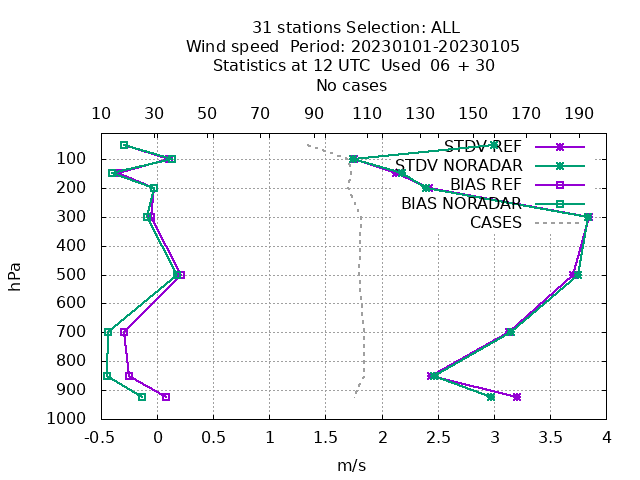 31 stations Selection: ALL
Wind speed  Period: 20230101-20230105
Statistics at 12 UTC  Used  06 + 30
No cases
10 30 50 70 90 110 130 150 170 190
STDV REF
STDV NORADAR
BIAS REF
BIAS NORADAR
CASES
hPa
100
200
300
400
500
600
700
800
900
1000
-0.5 0 0.5 1 1.5 2 2.5 3 3.5 4
m/s